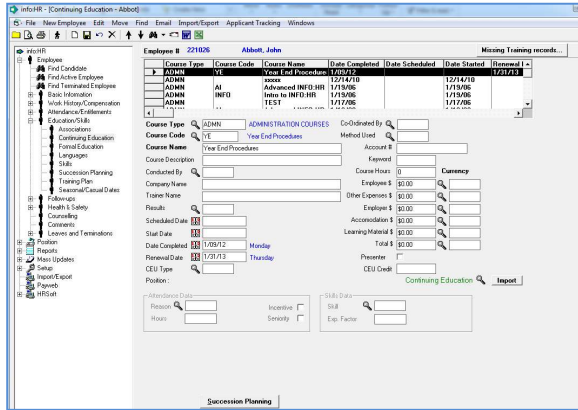 info:HR - [Continuing Education - Abbot]
File New Employee Edit Move Find Email Import/Export Applicant Tracking Windows
info:HR
Employee
Find Candidate
Find Active Employee
Find Terminated Employee
Basic Information
Work History/Compensation
Attendance/Entitlements
Education/Skills
Associations
Continuing Education
Formal Education
Languages
Skills
Succession Planning
Training Plan
Seasonal/Casual Dates
Follow-ups
Health & Safety
Counselling
Comments
Leaves and Terminations
Position
Reports
Mass Updates
Setup
Import/Export
Payweb
HRSoft
Employee # 221026 Abbott, John Missing Training records...
Course Type Course Code Course Name Date Completed Date Scheduled Date Started Renewal
ADMN YE Year End Procedure 1/09/12 1/31/13
ADMN xxxxx 12/14/10 12/14/10
ADMN AI Advanced INFO:HR 1/19/06 1/19/06
ADMN INFO Intro to INFO:HR 1/19/06 1/19/06
ADMN TEST 1/17/06 1/17/06
Course Type ADMN ADMINISTRATION COURSES Co-Ordinated By
Course Code YE Year End Procedures Method Used
Course Name Year End Procedures Account #
Course Description Keyword
Conducted By Course Hours 0 Currency
Company Name Employee $ $0.00
Trainer Name Other Expenses $ $0.00
Results Employer $ $0.00
Scheduled Date Accomodation $ $0.00
Start Date Learning Material $ $0.00
Date Completed 1/09/12 Monday Total $ $0.00
Renewal Date 1/31/13 Thursday Presenter
CEU Type CEU Credit
Position : Continuing Education Import
Attendance Data Skills Data
Reason Incentive Skill
Hours Seniority Exp. Factor
Succession Planning